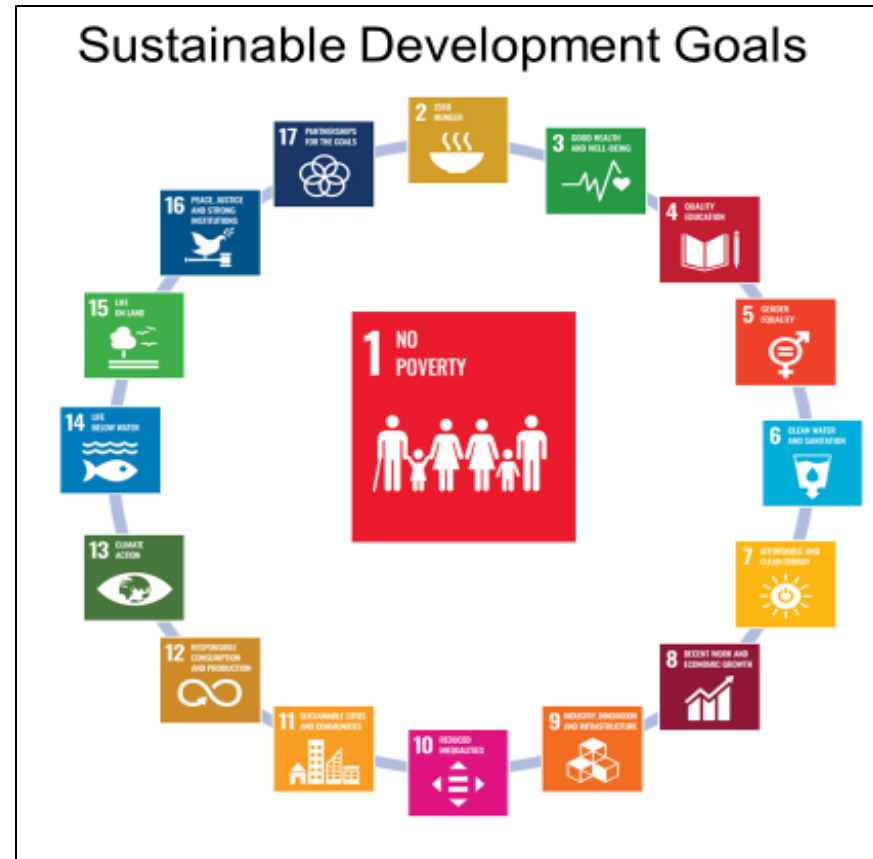 Sustainable Development Goals
1 NO
POVERTY
2 ZERO
HUNGER
3 GOOD HEALTH
AND WELL-BEING
4 QUALITY
EDUCATION
5 GENDER
EQUALITY
6 CLEAN WATER
AND SANITATION
7 AFFORDABLE AND
CLEAN ENERGY
8 DECENT WORK AND
ECONOMIC GROWTH
9 INDUSTRY, INNOVATION
AND INFRASTRUCTURE
10 REDUCED
INEQUALITIES
11 SUSTAINABLE CITIES
AND COMMUNITIES
12 RESPONSIBLE
CONSUMPTION
AND PRODUCTION
13 CLIMATE
ACTION
14 LIFE
BELOW WATER
15 LIFE
ON LAND
16 PEACE, JUSTICE
AND STRONG
INSTITUTIONS
17 PARTNERSHIPS
FOR THE GOALS